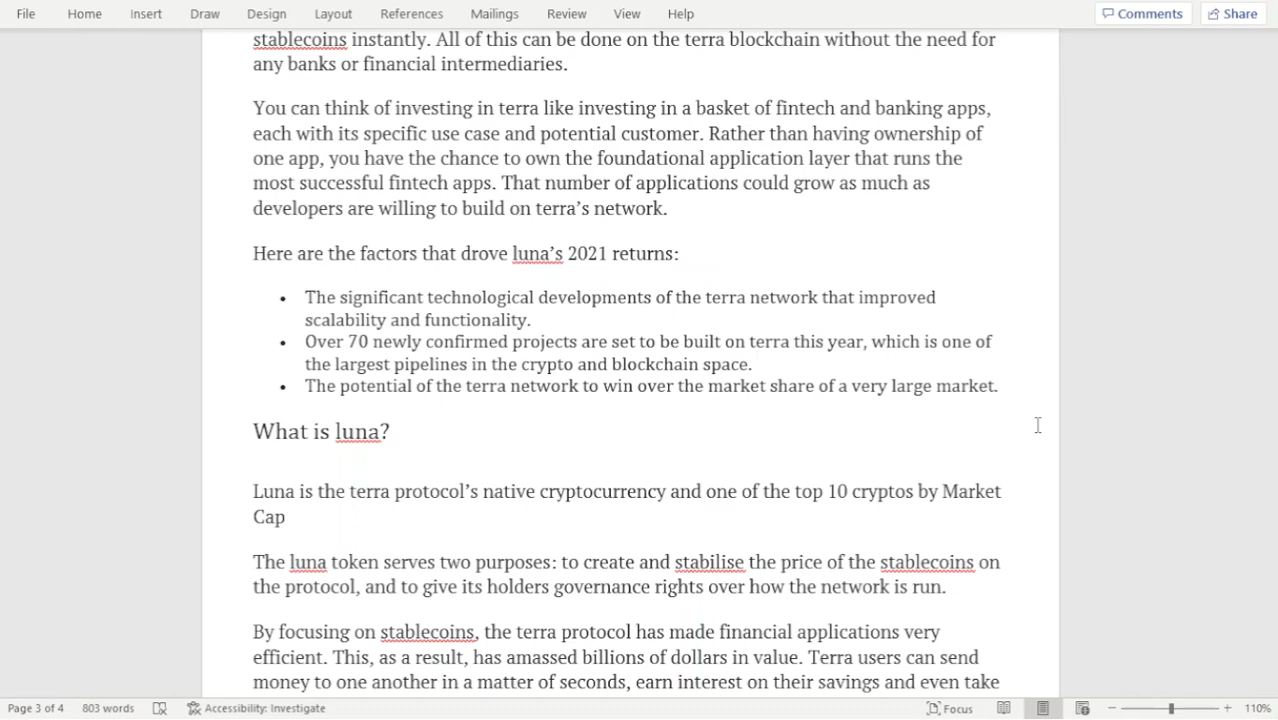 File Home Insert Draw Design Layout References Mailings Review View Help Comments Share
stablecoins instantly. All of this can be done on the terra blockchain without the need for
any banks or financial intermediaries.
You can think of investing in terra like investing in a basket of fintech and banking apps,
each with its specific use case and potential customer. Rather than having ownership of
one app, you have the chance to own the foundational application layer that runs the
most successful fintech apps. That number of applications could grow as much as
developers are willing to build on terra’s network.
Here are the factors that drove luna’s 2021 returns:
• The significant technological developments of the terra network that improved
scalability and functionality.
• Over 70 newly confirmed projects are set to be built on terra this year, which is one of
the largest pipelines in the crypto and blockchain space.
• The potential of the terra network to win over the market share of a very large market.
What is luna?
Luna is the terra protocol’s native cryptocurrency and one of the top 10 cryptos by Market
Cap
The luna token serves two purposes: to create and stabilise the price of the stablecoins on
the protocol, and to give its holders governance rights over how the network is run.
By focusing on stablecoins, the terra protocol has made financial applications very
efficient. This, as a result, has amassed billions of dollars in value. Terra users can send
money to one another in a matter of seconds, earn interest on their savings and even take
Page 3 of 4 803 words Accessibility: Investigate Focus 110%